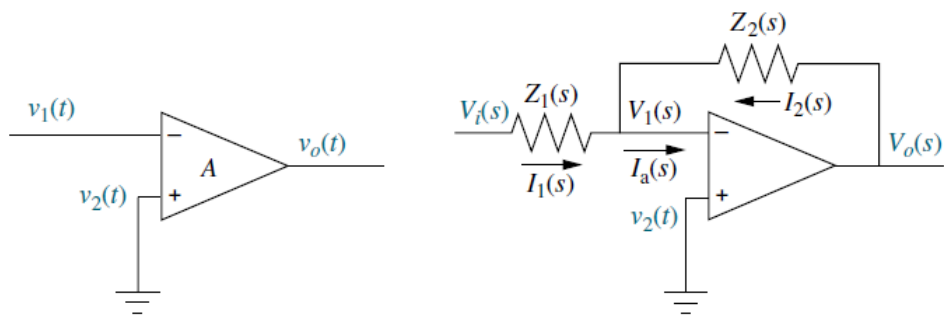 v₁(t)
−
A
v₂(t)
+
vₒ(t)
Z₂(s)
I₂(s)
Vᵢ(s)
Z₁(s)
I₁(s)
V₁(s)
Iₐ(s)
−
v₂(t)
+
Vₒ(s)